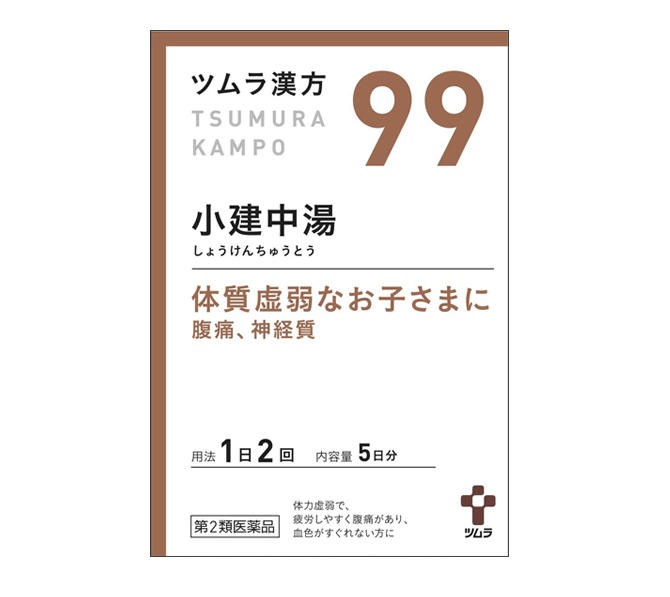 ツムラ漢方
TSUMURA
KAMPO
99
小建中湯
しょうけんちゅうとう
体質虚弱なお子さまに
腹痛、神経質
用法 1日2回 内容量 5日分
第2類医薬品
体力虚弱で、
疲労しやすく腹痛があり、
血色がすぐれない方に
ツムラ